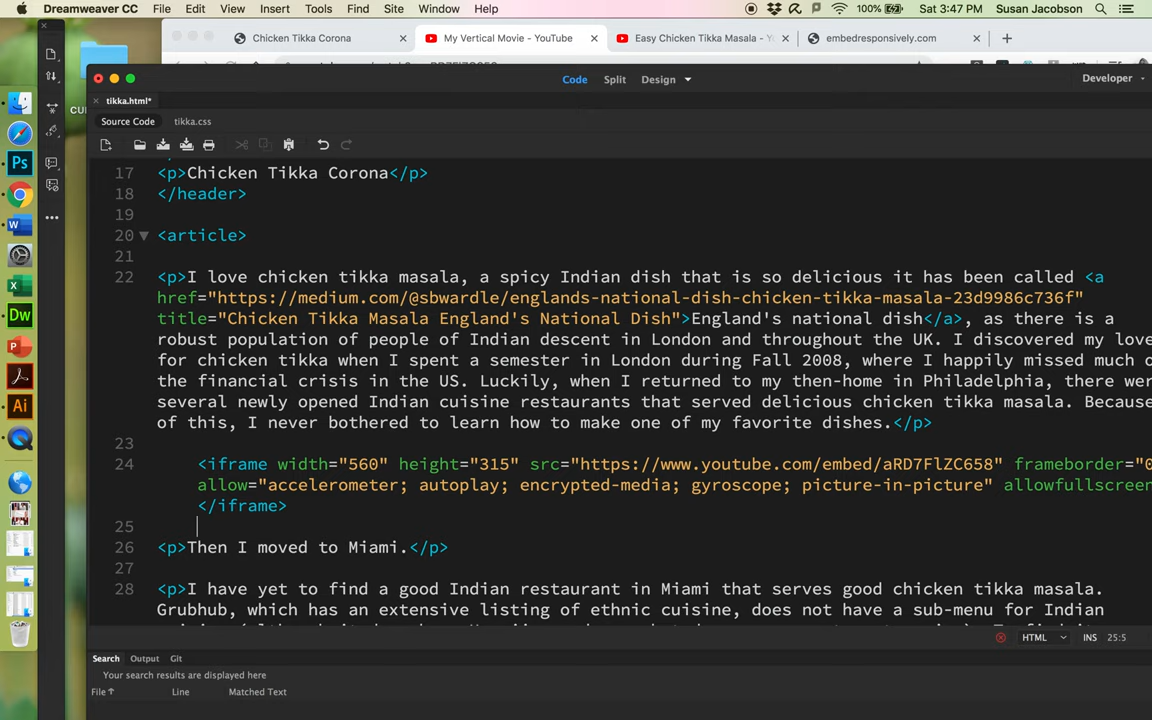 Dreamweaver CC File Edit View Insert Tools Find Site Window Help 100% Sat 3:47 PM Susan Jacobson
Chicken Tikka Corona × My Vertical Movie - YouTube × Easy Chicken Tikka Masala - Y × embedresponsively.com × +
Code Split Design Developer
× tikka.html*
Source Code tikka.css
17 <p>Chicken Tikka Corona</p>
18 </header>
19
20 <article>
21
22 <p>I love chicken tikka masala, a spicy Indian dish that is so delicious it has been called <a
href="https://medium.com/@sbwardle/englands-national-dish-chicken-tikka-masala-23d9986c736f"
title="Chicken Tikka Masala England's National Dish">England's national dish</a>, as there is a
robust population of people of Indian descent in London and throughout the UK. I discovered my love
for chicken tikka when I spent a semester in London during Fall 2008, where I happily missed much o
the financial crisis in the US. Luckily, when I returned to my then-home in Philadelphia, there wer
several newly opened Indian cuisine restaurants that served delicious chicken tikka masala. Because
of this, I never bothered to learn how to make one of my favorite dishes.</p>
23
24 <iframe width="560" height="315" src="https://www.youtube.com/embed/aRD7FlZC658" frameborder="0
allow="accelerometer; autoplay; encrypted-media; gyroscope; picture-in-picture" allowfullscreen
</iframe>
25
26 <p>Then I moved to Miami.</p>
27
28 <p>I have yet to find a good Indian restaurant in Miami that serves good chicken tikka masala.
Grubhub, which has an extensive listing of ethnic cuisine, does not have a sub-menu for Indian
HTML INS 25:5
Search Output Git
Your search results are displayed here
File↑ Line Matched Text
CU
Ps
W
X
Dw
P
Ai